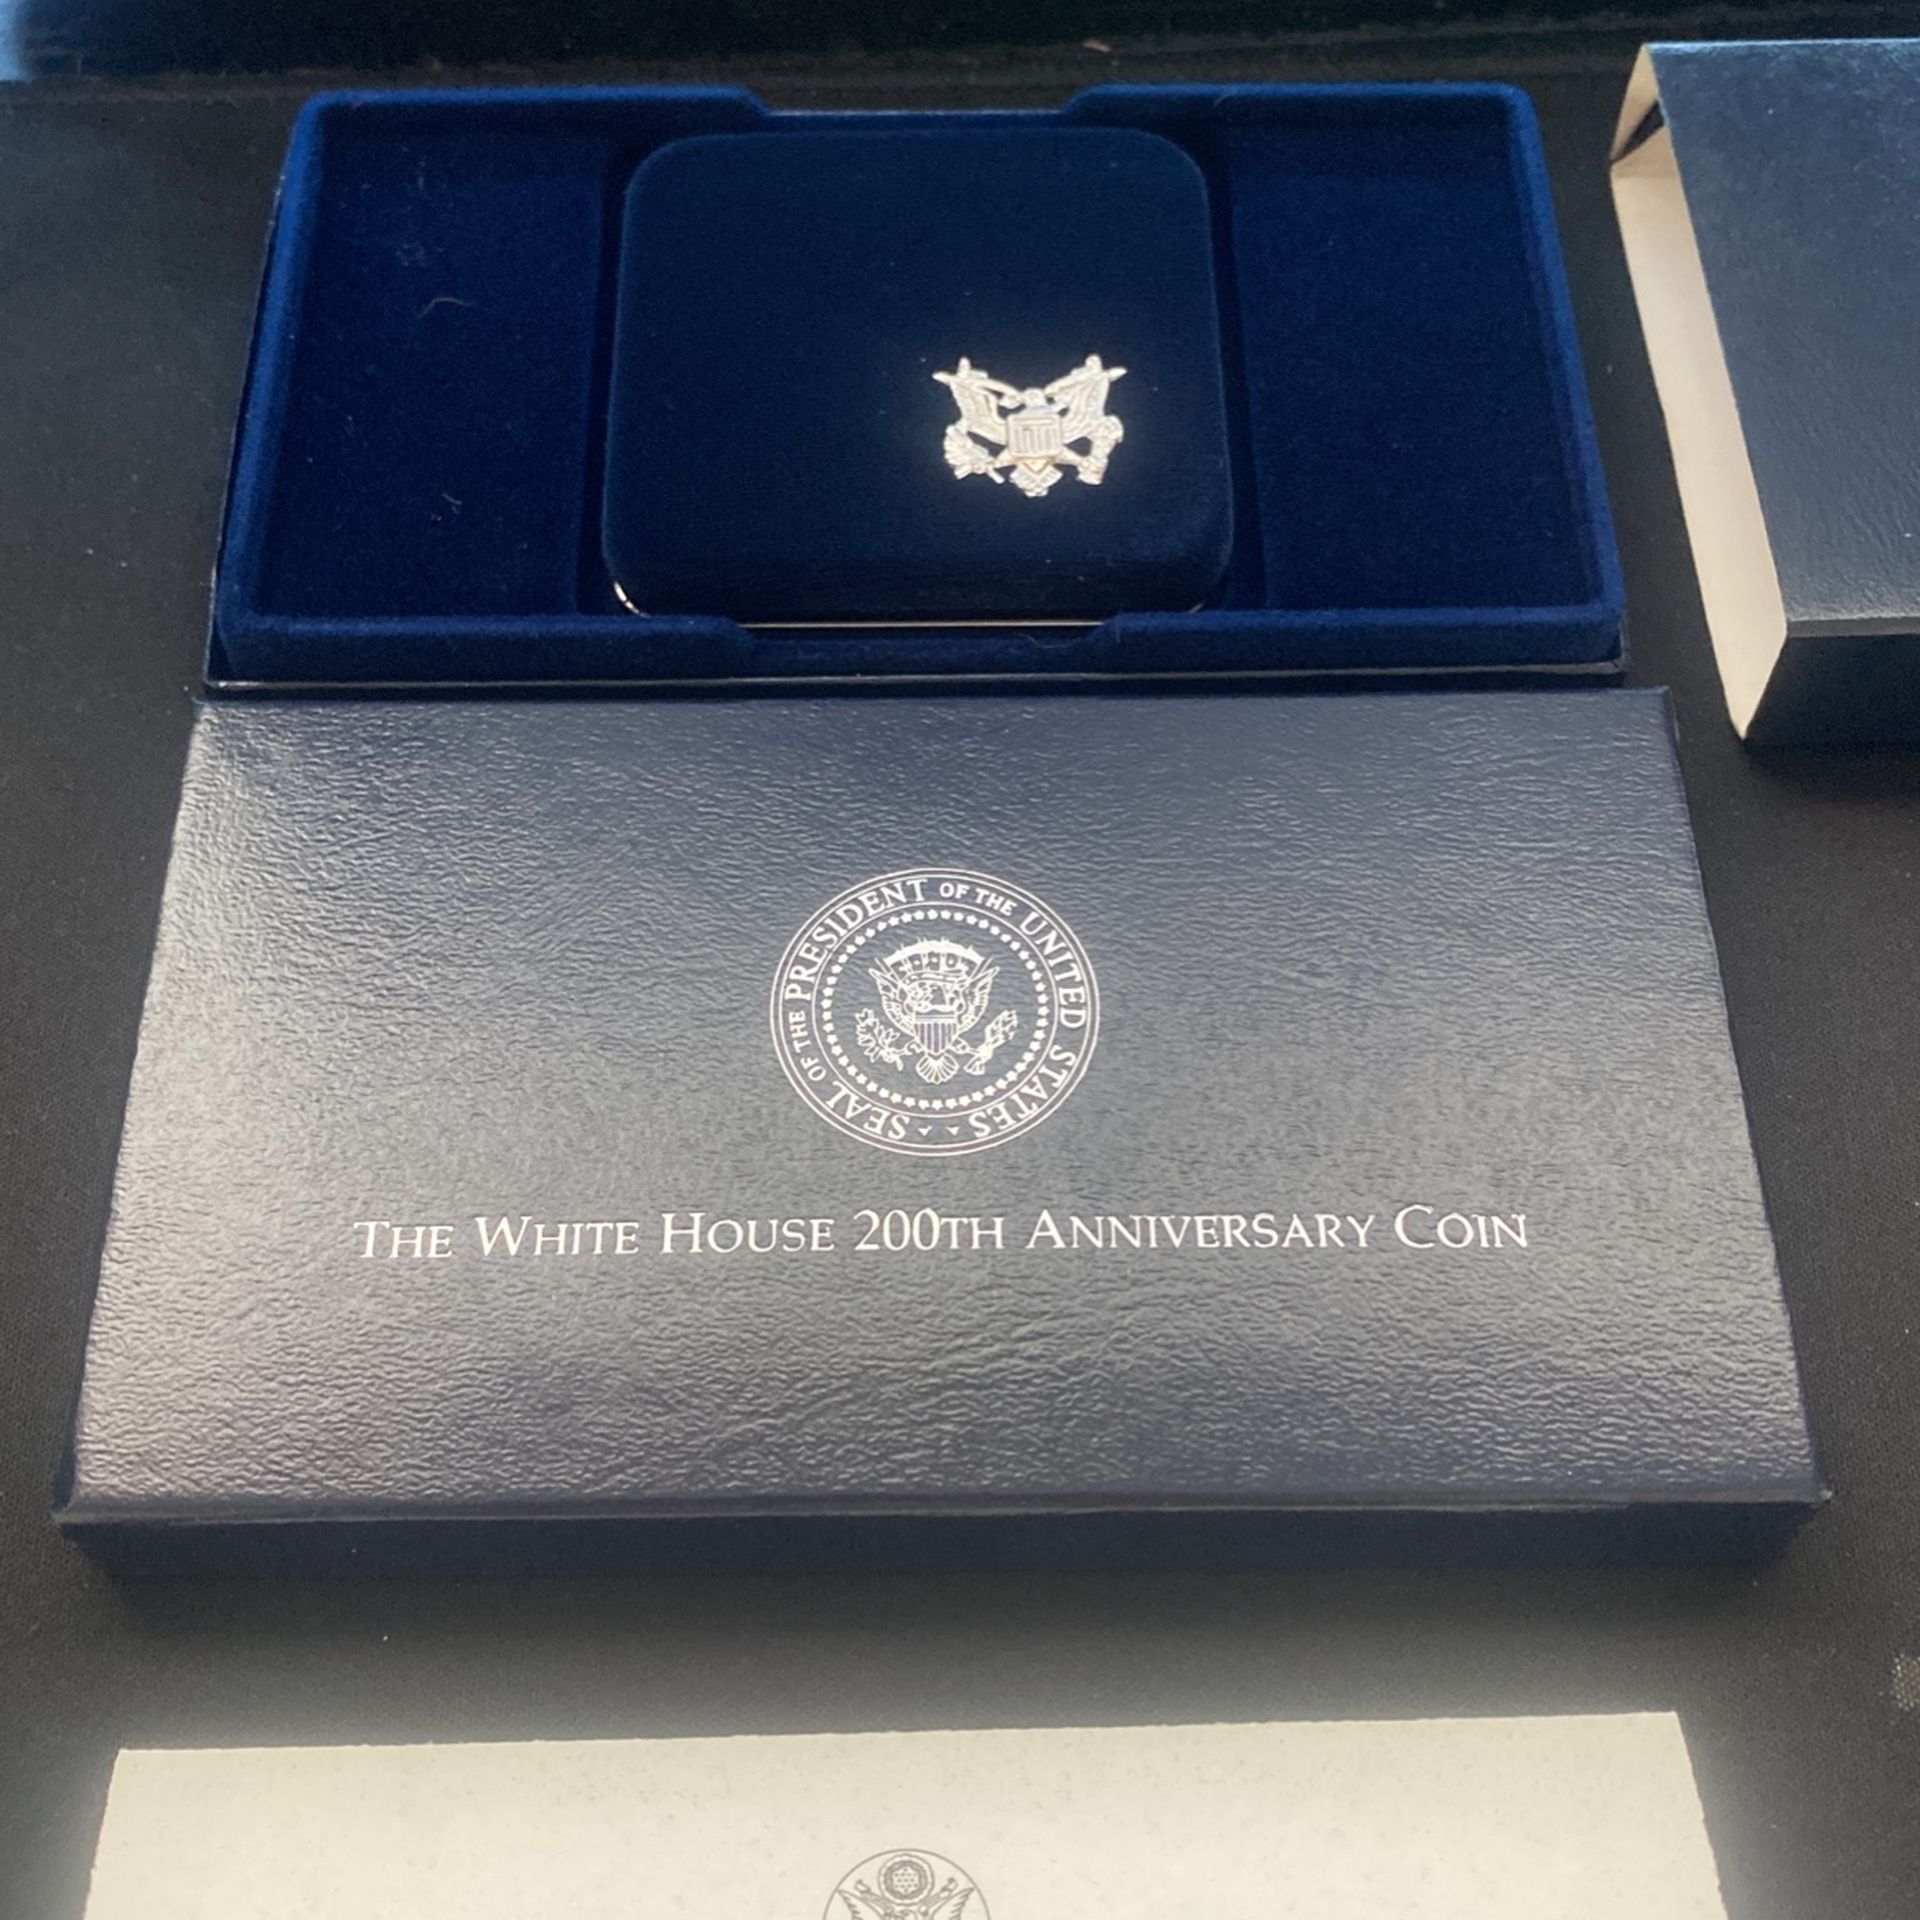 SEAL OF THE PRESIDENT OF THE UNITED STATES
THE WHITE HOUSE 200TH ANNIVERSARY COIN